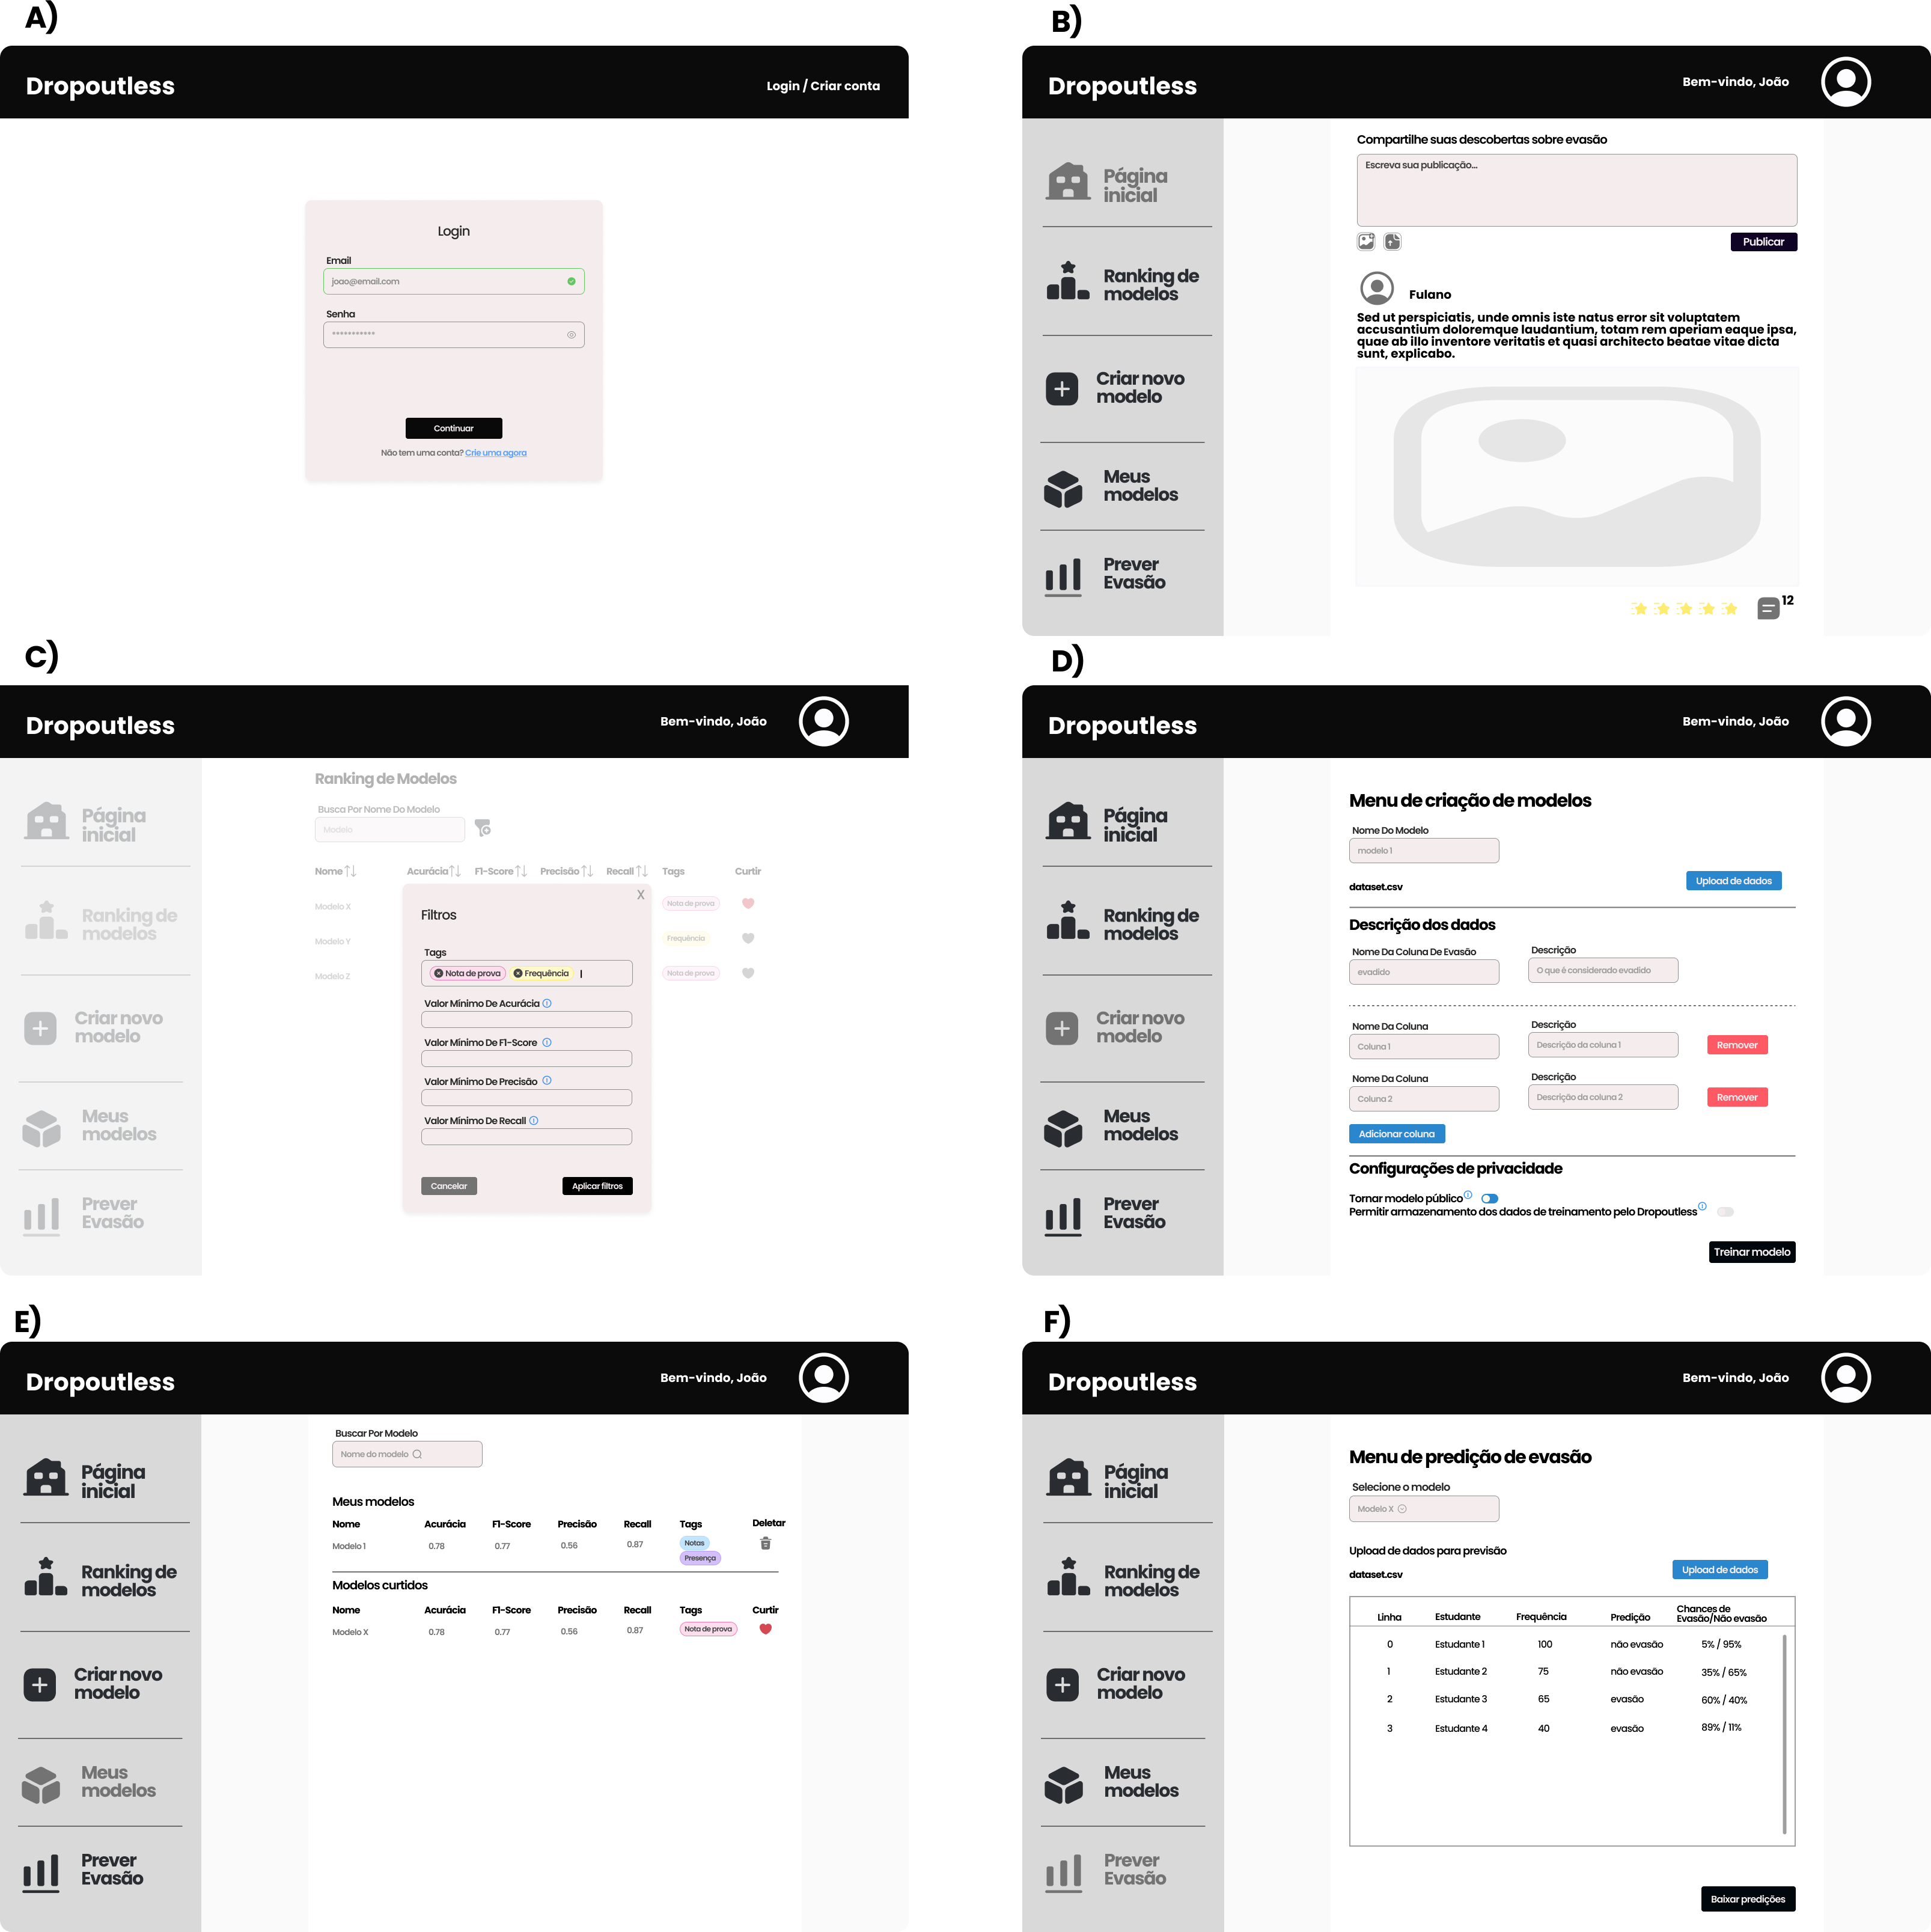 A)
Dropoutless
Login / Criar conta
Login
Email
joao@email.com
Senha
***********
Continuar
Não tem uma conta? Crie uma agora
B)
Dropoutless
Bem-vindo, João
Página
inicial
Ranking de
modelos
Criar novo
modelo
Meus
modelos
Prever
Evasão
Compartilhe suas descobertas sobre evasão
Escreva sua publicação...
Publicar
Fulano
Sed ut perspiciatis, unde omnis iste natus error sit voluptatem
accusantium doloremque laudantium, totam rem aperiam eaque ipsa,
quae ab illo inventore veritatis et quasi architecto beatae vitae dicta
sunt, explicabo.
12
C)
Dropoutless
Bem-vindo, João
Página
inicial
Ranking de
modelos
Criar novo
modelo
Meus
modelos
Prever
Evasão
Ranking de Modelos
Busca Por Nome Do Modelo
Modelo
Nome Acurácia F1-Score Precisão Recall Tags Curtir
Modelo X Nota de prova
Modelo Y Frequência
Modelo Z Nota de prova
X
Filtros
Tags
Nota de prova Frequência |
Valor Mínimo De Acurácia
Valor Mínimo De F1-Score
Valor Mínimo De Precisão
Valor Mínimo De Recall
Cancelar Aplicar filtros
D)
Dropoutless
Bem-vindo, João
Página
inicial
Ranking de
modelos
Criar novo
modelo
Meus
modelos
Prever
Evasão
Menu de criação de modelos
Nome Do Modelo
modelo 1
dataset.csv Upload de dados
Descrição dos dados
Nome Da Coluna De Evasão Descrição
evadido O que é considerado evadido
Nome Da Coluna Descrição
Coluna 1 Descrição da coluna 1 Remover
Nome Da Coluna Descrição
Coluna 2 Descrição da coluna 2 Remover
Adicionar coluna
Configurações de privacidade
Tornar modelo público
Permitir armazenamento dos dados de treinamento pelo Dropoutless
Treinar modelo
E)
Dropoutless
Bem-vindo, João
Página
inicial
Ranking de
modelos
Criar novo
modelo
Meus
modelos
Prever
Evasão
Buscar Por Modelo
Nome do modelo
Meus modelos
Nome Acurácia F1-Score Precisão Recall Tags Deletar
Modelo 1 0.78 0.77 0.56 0.87 Notas
Presença
Modelos curtidos
Nome Acurácia F1-Score Precisão Recall Tags Curtir
Modelo X 0.78 0.77 0.56 0.87 Nota de prova
F)
Dropoutless
Bem-vindo, João
Página
inicial
Ranking de
modelos
Criar novo
modelo
Meus
modelos
Prever
Evasão
Menu de predição de evasão
Selecione o modelo
Modelo X
Upload de dados para previsão
dataset.csv Upload de dados
Linha Estudante Frequência Predição Chances de
Evasão/Não evasão
0 Estudante 1 100 não evasão 5% / 95%
1 Estudante 2 75 não evasão 35% / 65%
2 Estudante 3 65 evasão 60% / 40%
3 Estudante 4 40 evasão 89% / 11%
Baixar predições